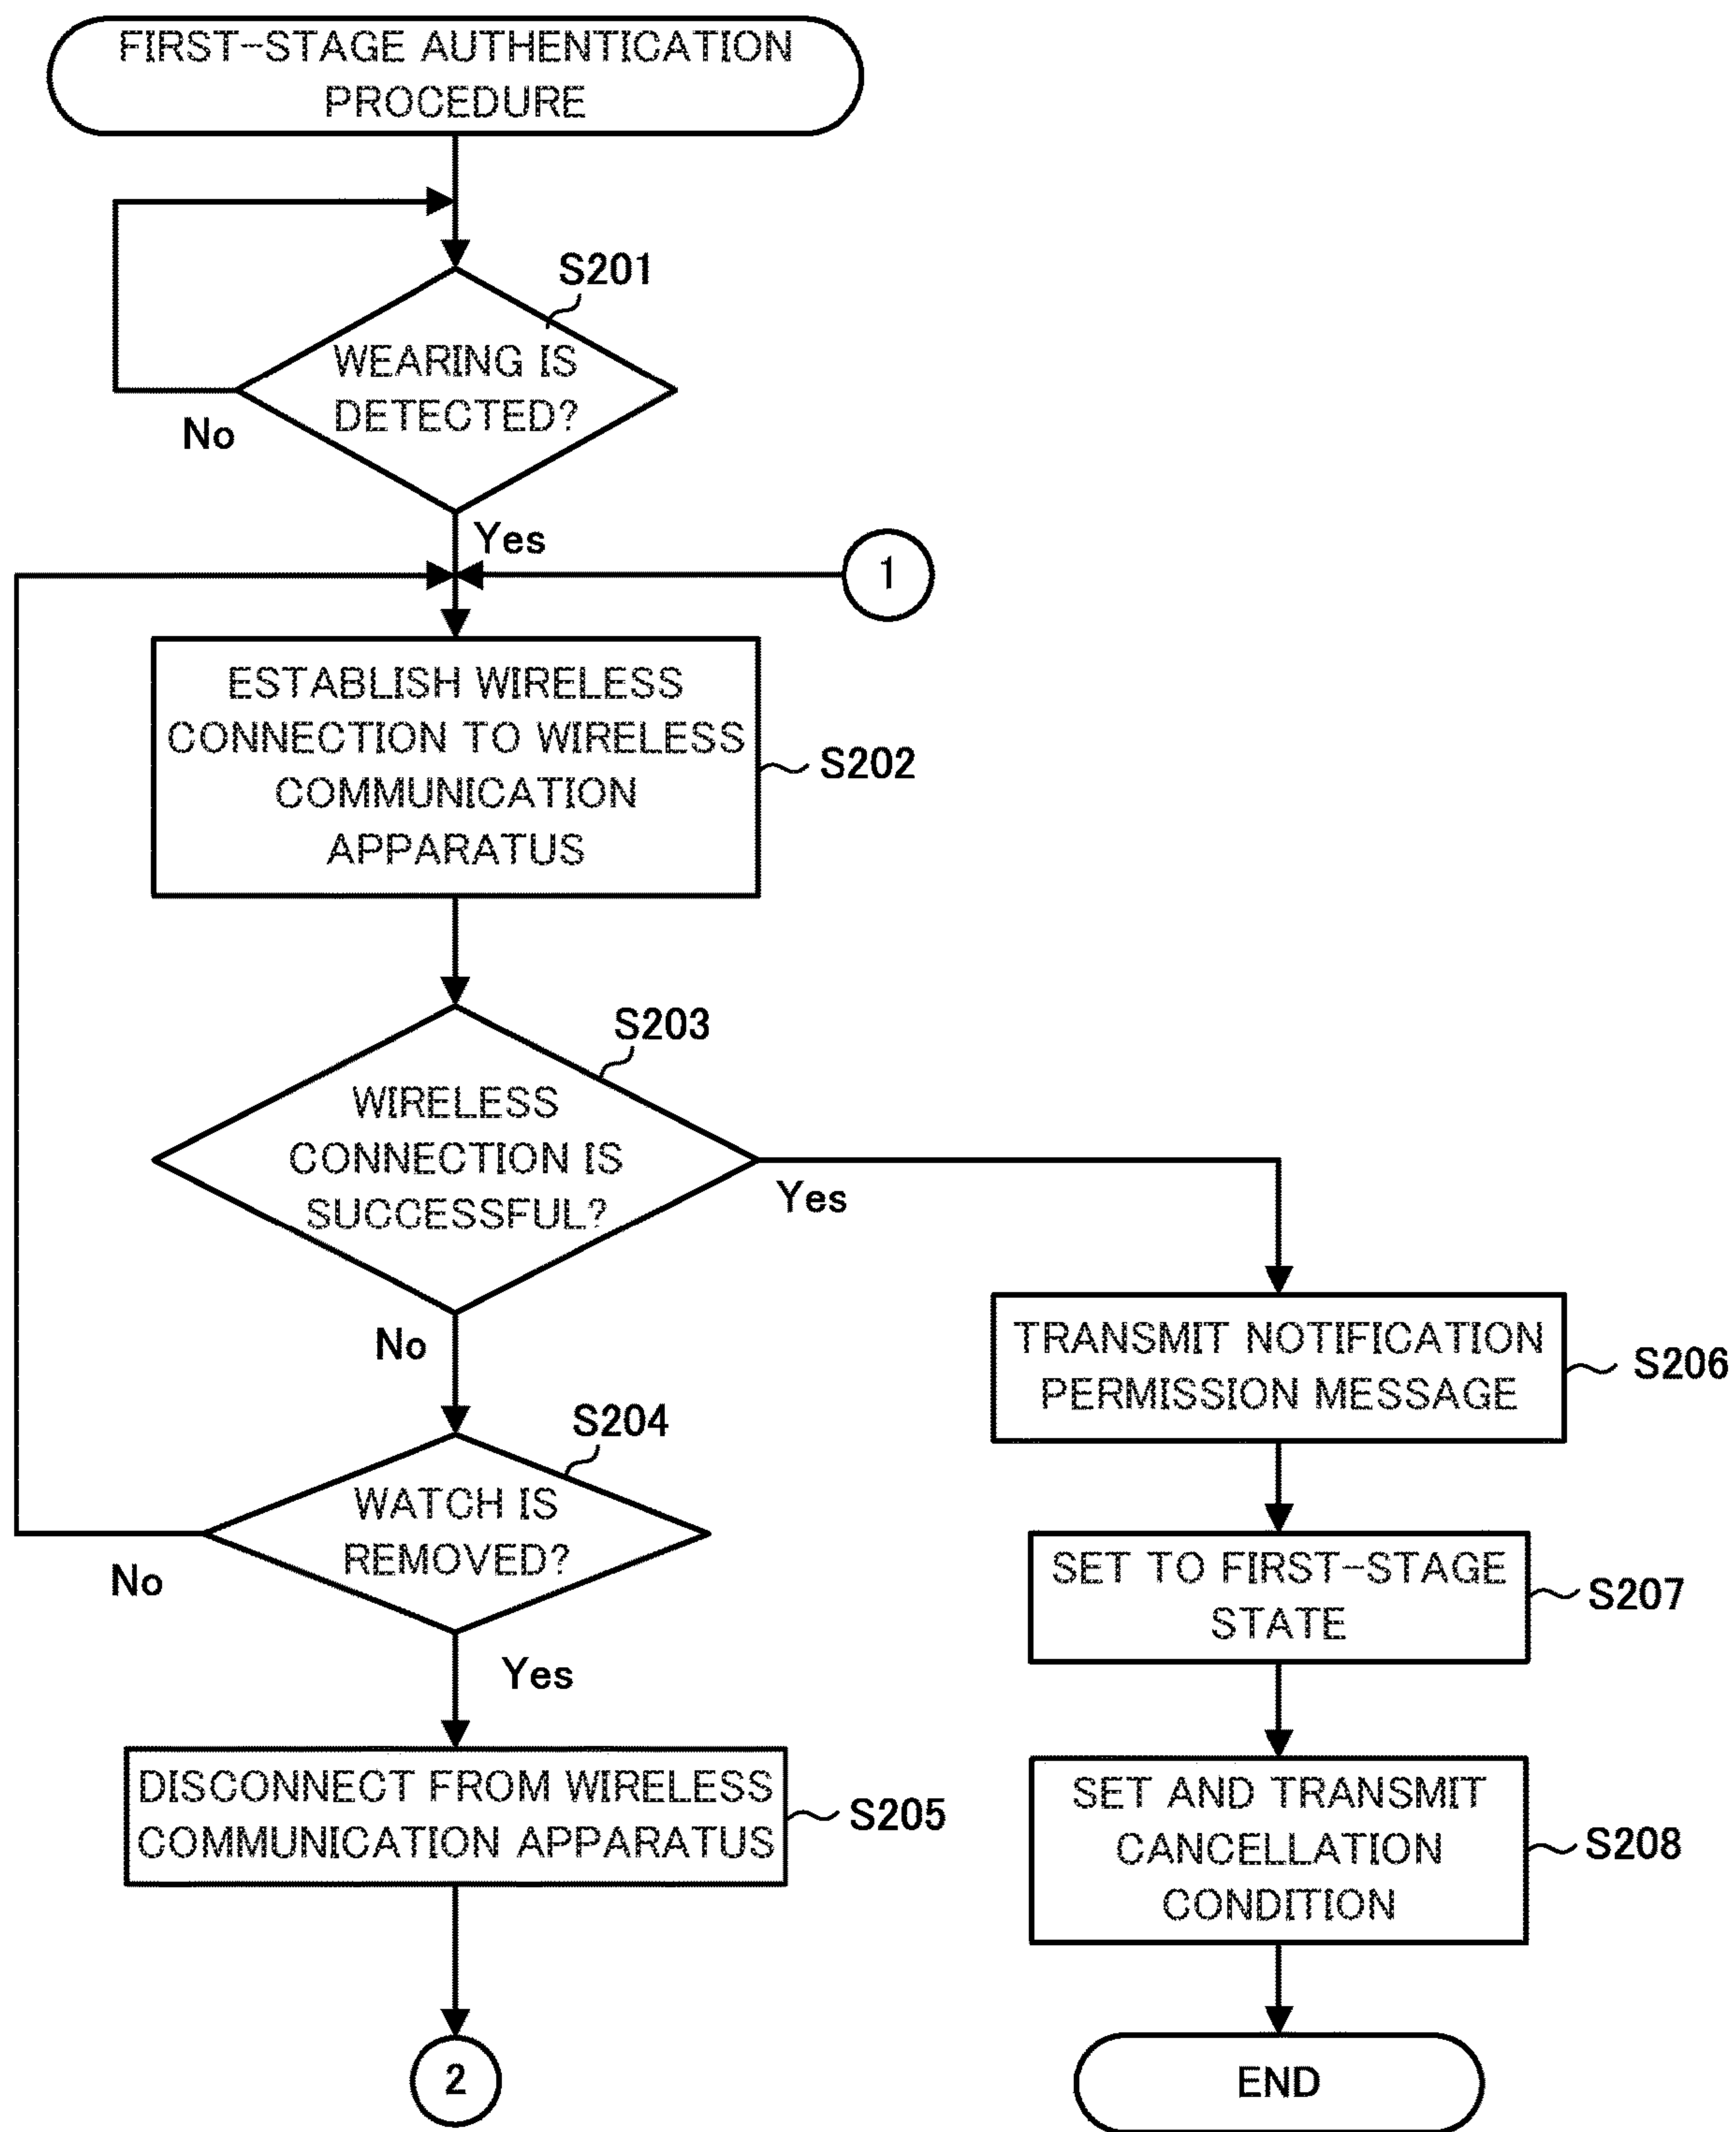 FIRST-STAGE AUTHENTICATION
PROCEDURE
S201
WEARING IS
DETECTED?
No
Yes
1
ESTABLISH WIRELESS
CONNECTION TO WIRELESS
COMMUNICATION
APPARATUS
S202
S203
WIRELESS
CONNECTION IS
SUCCESSFUL?
Yes
No
TRANSMIT NOTIFICATION
PERMISSION MESSAGE
S206
S204
WATCH IS
REMOVED?
No
Yes
SET TO FIRST-STAGE
STATE
S207
DISCONNECT FROM WIRELESS
COMMUNICATION APPARATUS
S205
SET AND TRANSMIT
CANCELLATION
CONDITION
S208
2
END